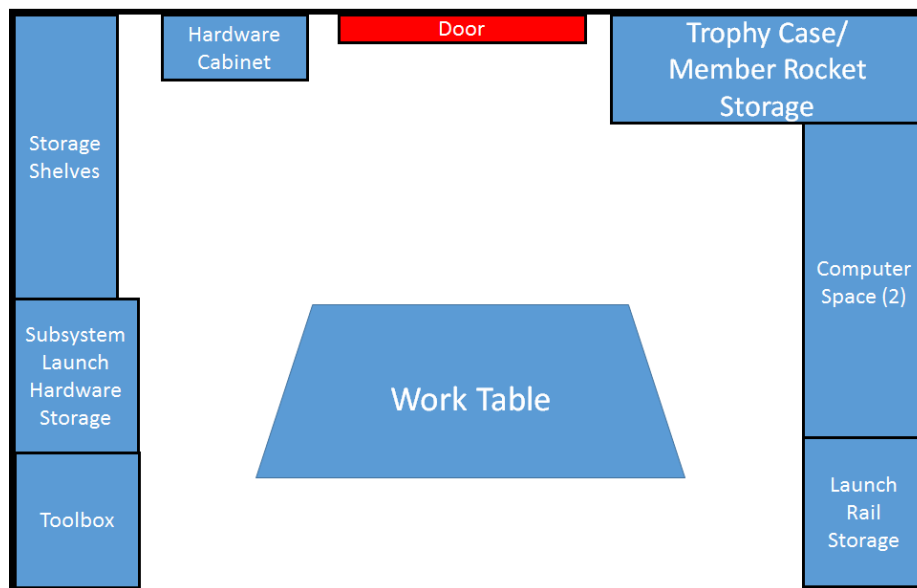 Hardware
Cabinet
Door
Trophy Case/
Member Rocket
Storage
Storage
Shelves
Computer
Space (2)
Subsystem
Launch
Hardware
Storage
Work Table
Toolbox
Launch
Rail
Storage